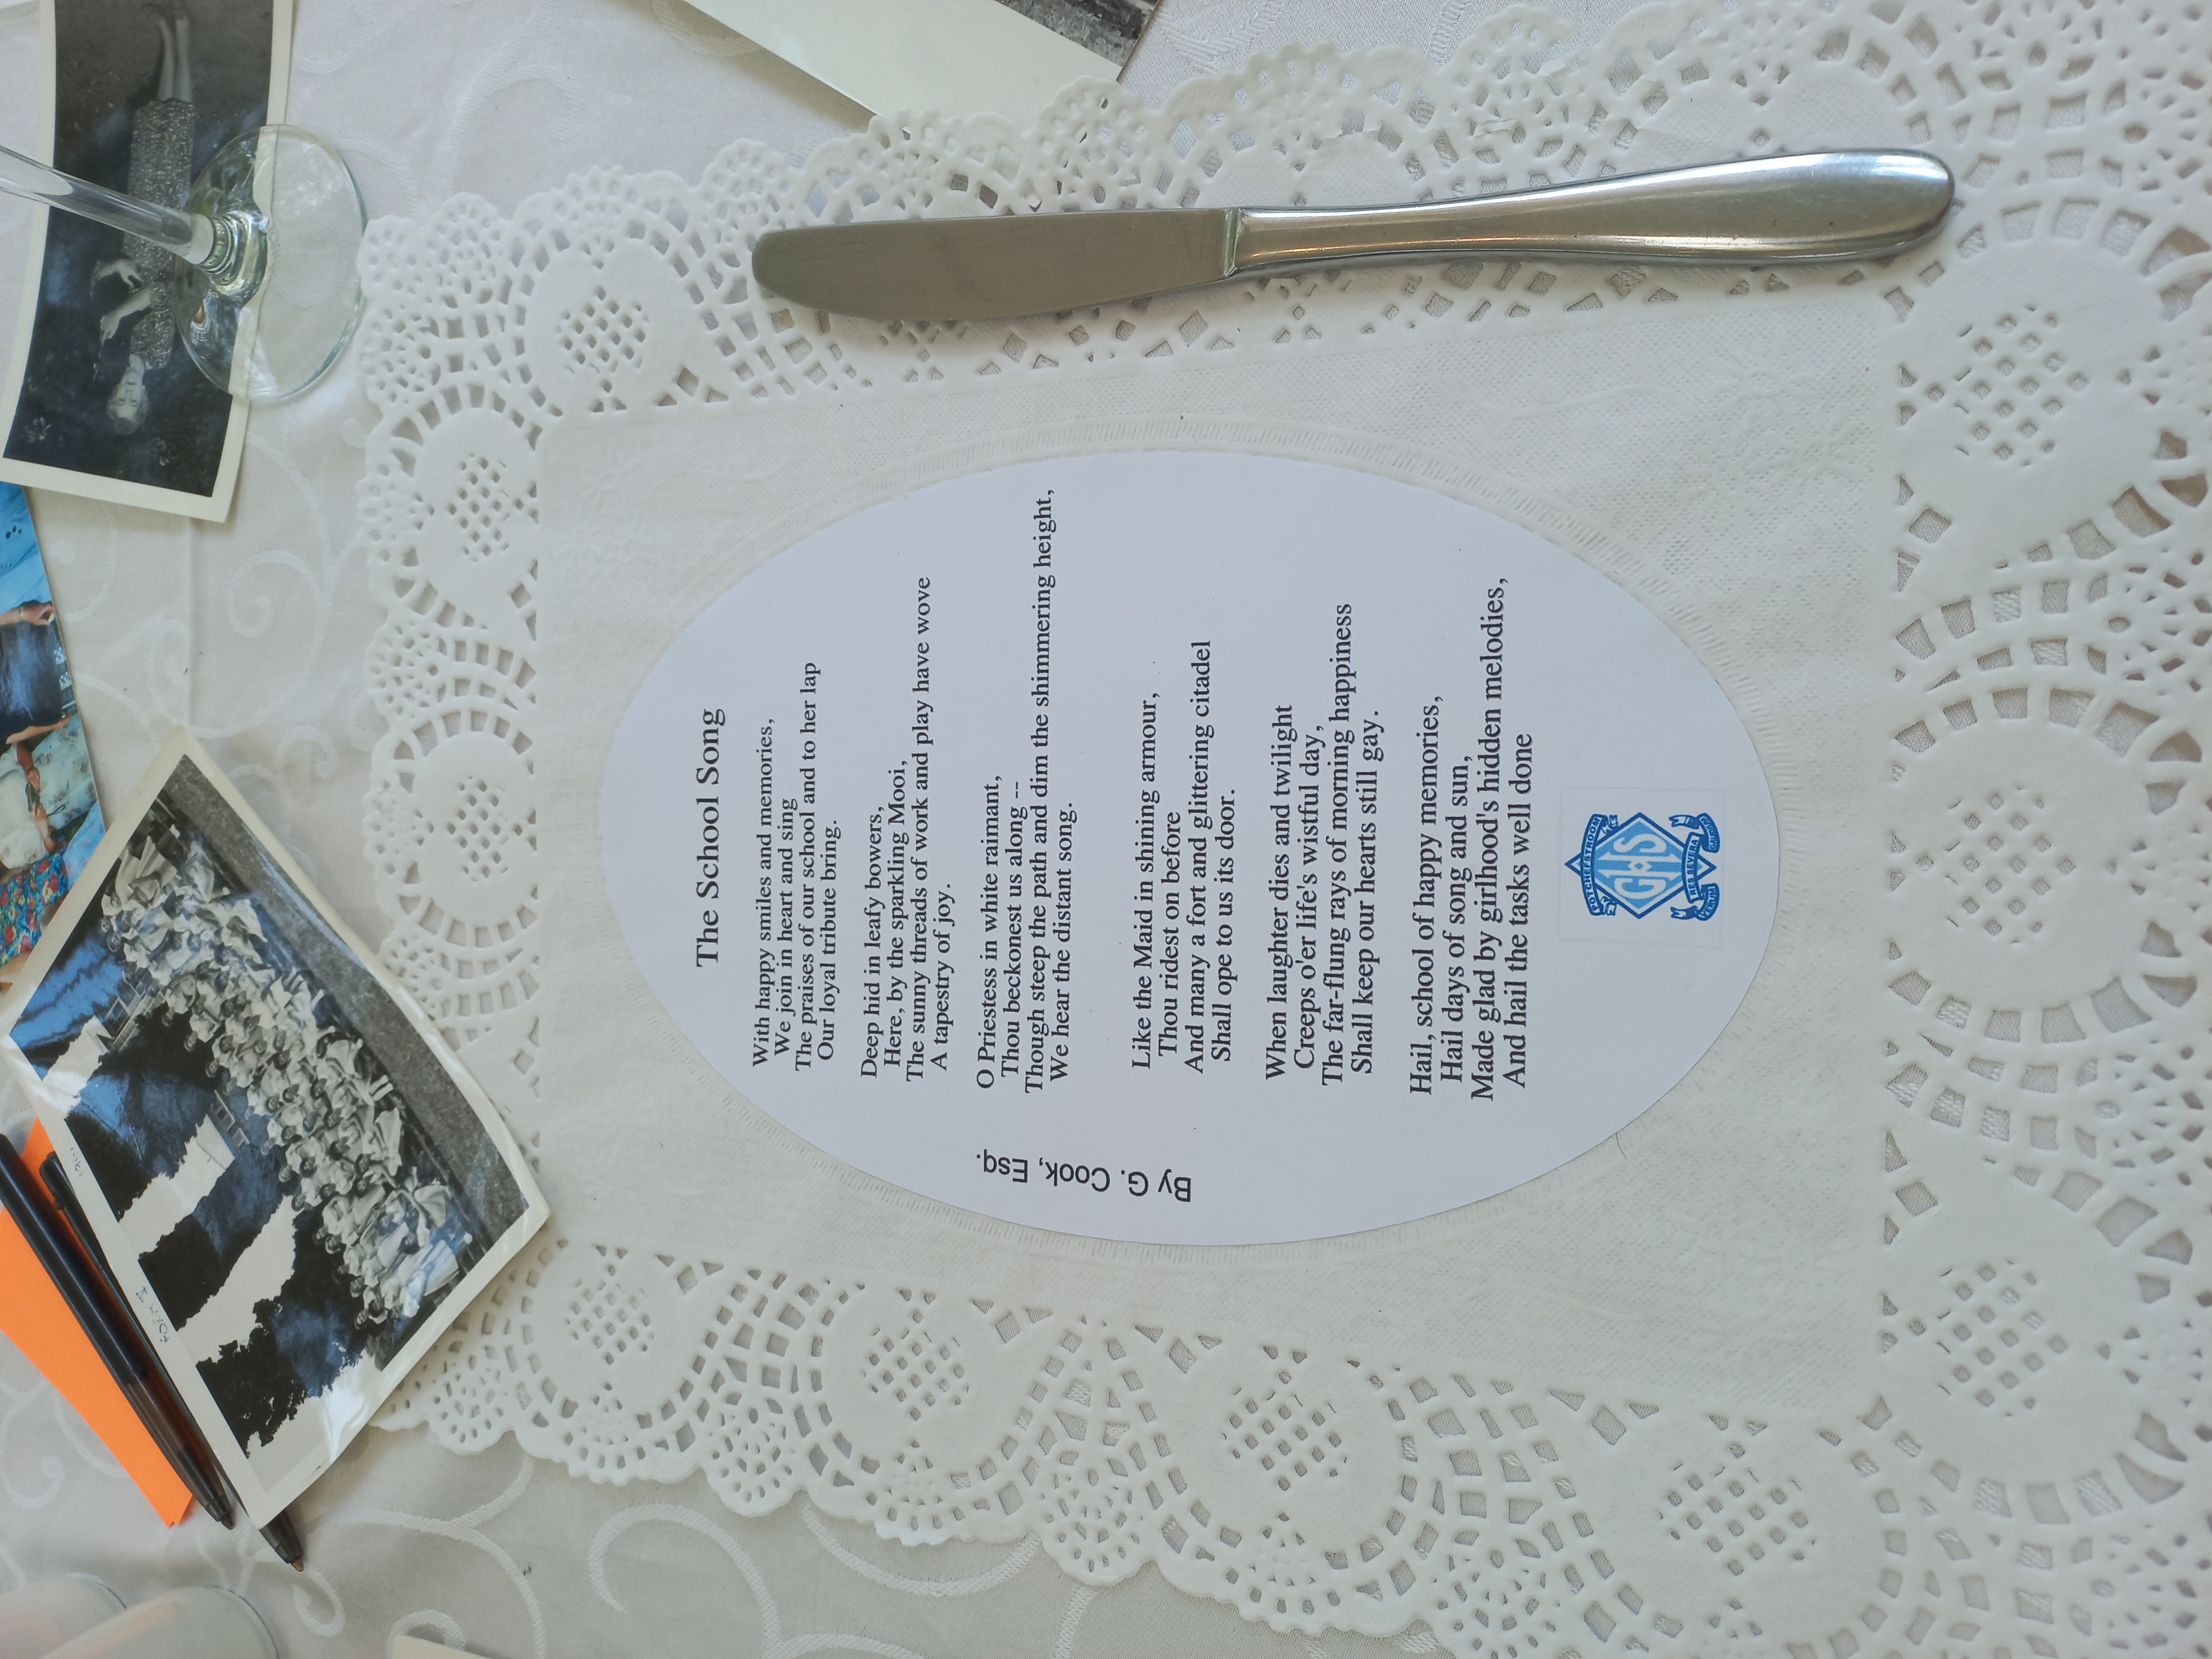 FORM II
The School Song
With happy smiles and memories,
We join in heart and sing
The praises of our school and to her lap
Our loyal tribute bring.
Deep hid in leafy bowers,
Here, by the sparkling Mooi,
The sunny threads of work and play have wove
A tapestry of joy.
O Priestess in white raimant,
Thou beckonest us along --
Though steep the path and dim the shimmering height,
We hear the distant song.
Like the Maid in shining armour,
Thou ridest on before
And many a fort and glittering citadel
Shall ope to us its door.
When laughter dies and twilight
Creeps o'er life's wistful day,
The far-flung rays of morning happiness
Shall keep our hearts still gay.
Hail, school of happy memories,
Hail days of song and sun,
Made glad by girlhood's hidden melodies,
And hail the tasks well done
By G. Cook, Esq.
POTCHEFSTROOM
GHS
RES SEVERA
VERUM GAUDIUM